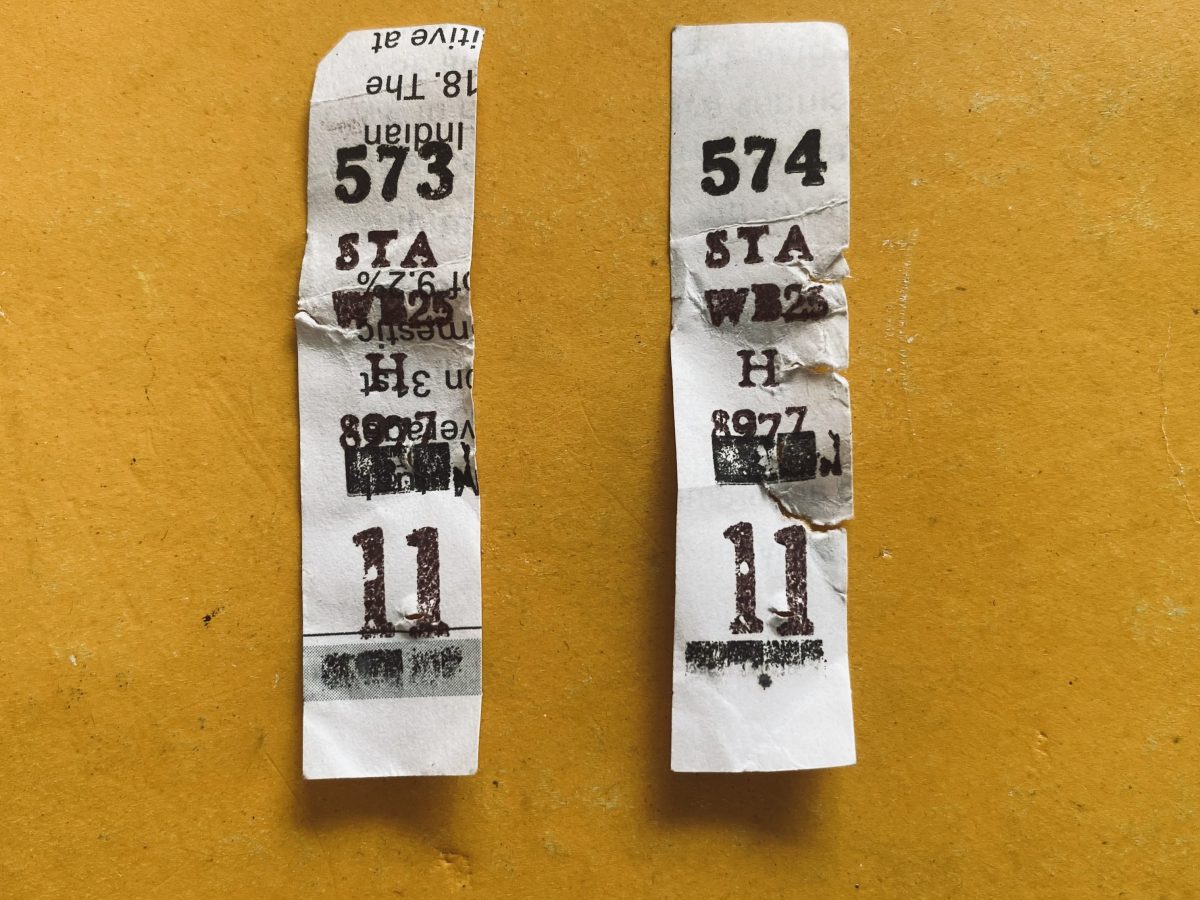 itive at
18. The
Indian
573
STA
of 9.2%
WB25
mestic
H
on 31st
8977
11
574
STA
WB25
H
8977
11